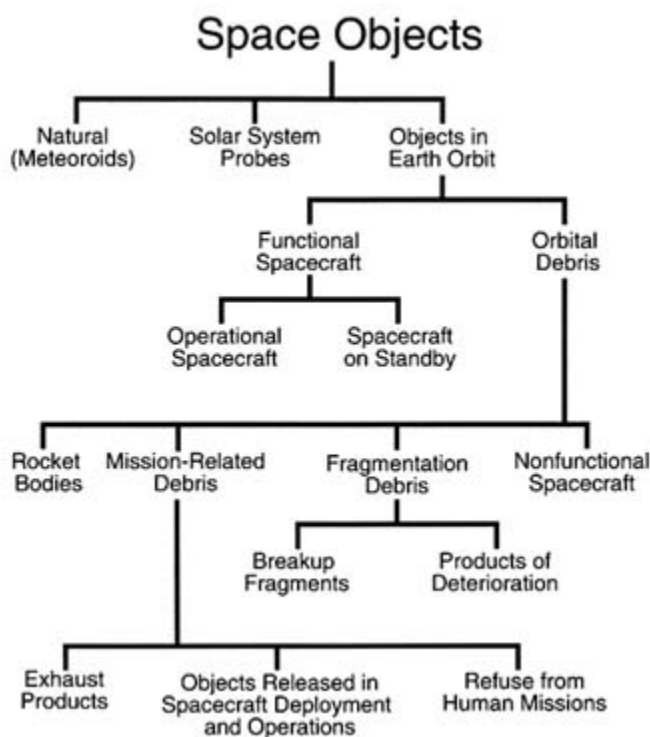 Space Objects
Natural
(Meteoroids)
Solar System
Probes
Objects in
Earth Orbit
Functional
Spacecraft
Orbital
Debris
Operational
Spacecraft
Spacecraft
on Standby
Rocket
Bodies
Mission-Related
Debris
Fragmentation
Debris
Nonfunctional
Spacecraft
Breakup
Fragments
Products of
Deterioration
Exhaust
Products
Objects Released in
Spacecraft Deployment
and Operations
Refuse from
Human Missions